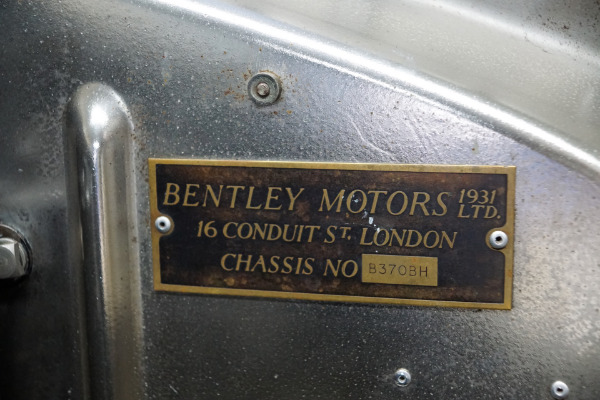 BENTLEY MOTORS 1931 LTD.
16 CONDUIT ST. LONDON
CHASSIS NO B370BH